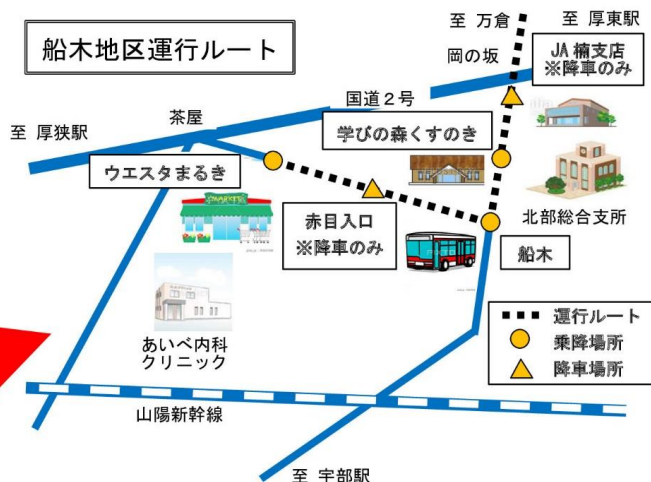 船木地区運行ルート
至 万倉
至 厚東駅
岡の坂
JA 楠支店
※降車のみ
国道２号
茶屋
至 厚狭駅
学びの森くすのき
ウエスタまるき
MARKET
赤目入口
※降車のみ
北部総合支所
船木
あいべ内科
クリニック
運行ルート
乗降場所
降車場所
山陽新幹線
至 宇部駅